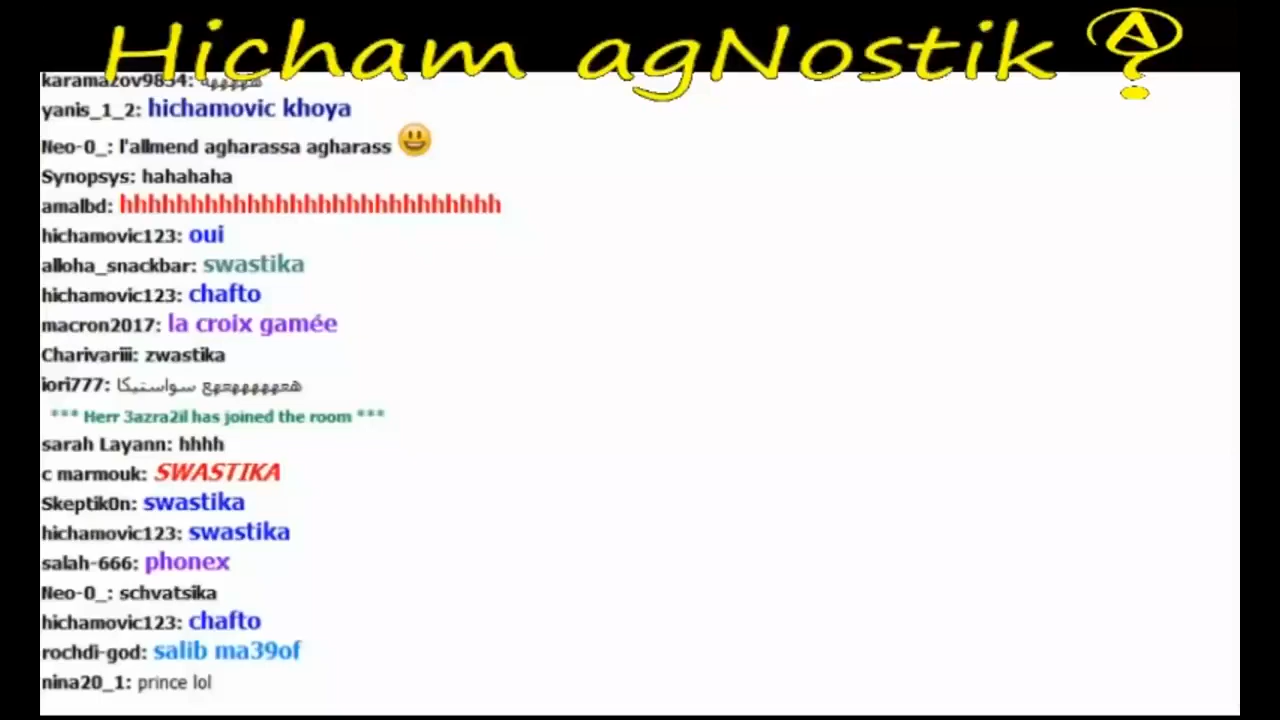 Hicham agNostik
karamazov9834: ههههههه
yanis_1_2: hichamovic khoya
Neo-0_: l'allmend agharassa agharass
Synopsys: hahahaha
amalbd: hhhhhhhhhhhhhhhhhhhhhhhhhhh
hichamovic123: oui
alloha_snackbar: swastika
hichamovic123: chafto
macron2017: la croix gamée
Charivariii: zwastika
iori777: سواستيكا
*** Herr 3azra2il has joined the room ***
sarah Layann: hhhh
c marmouk: SWASTIKA
Skeptik0n: swastika
hichamovic123: swastika
salah-666: phonex
Neo-0_: schvatsika
hichamovic123: chafto
rochdi-god: salib ma39of
nina20_1: prince lol